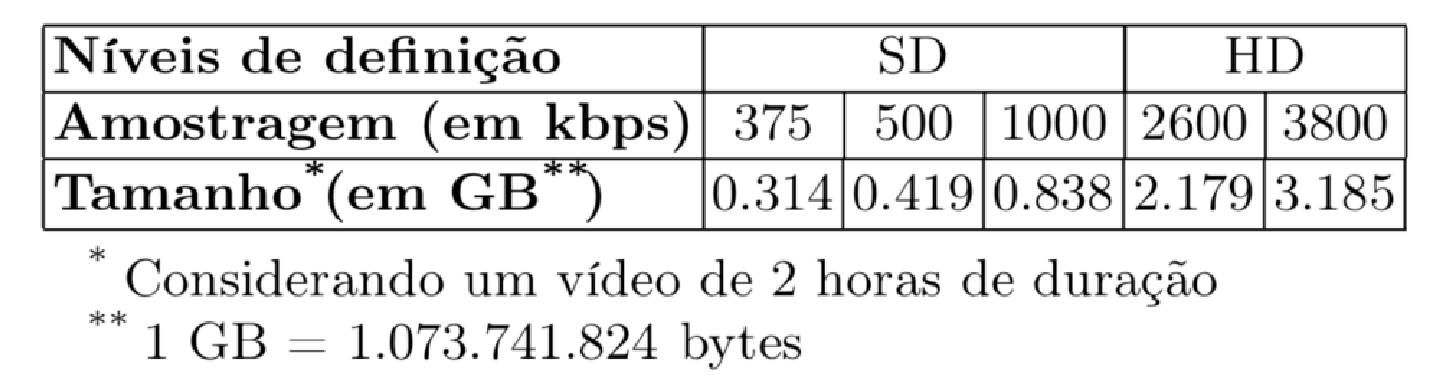 Níveis de definição SD HD
Amostragem (em kbps) 375 500 1000 2600 3800
Tamanho*(em GB**) 0.314 0.419 0.838 2.179 3.185
* Considerando um vídeo de 2 horas de duração
** 1 GB = 1.073.741.824 bytes